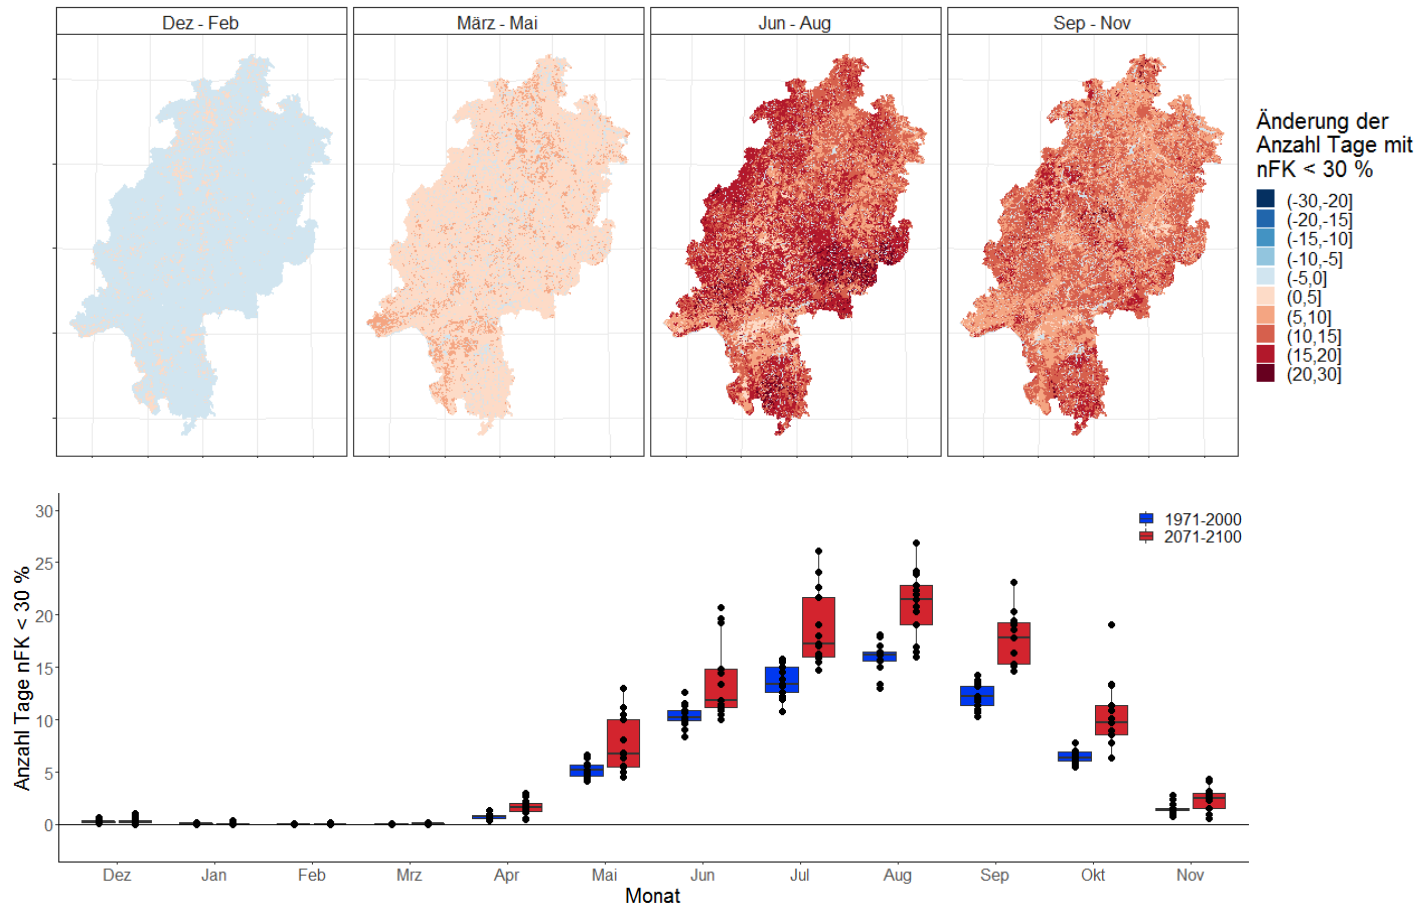 Dez - Feb
März - Mai
Jun - Aug
Sep - Nov
Änderung der
Anzahl Tage mit
nFK < 30 %
(-30,-20]
(-20,-15]
(-15,-10]
(-10,-5]
(-5,0]
(0,5]
(5,10]
(10,15]
(15,20]
(20,30]
Anzahl Tage nFK < 30 %
30
25
20
15
10
5
0
1971-2000
2071-2100
Dez
Jan
Feb
Mrz
Apr
Mai
Jun
Jul
Aug
Sep
Okt
Nov
Monat